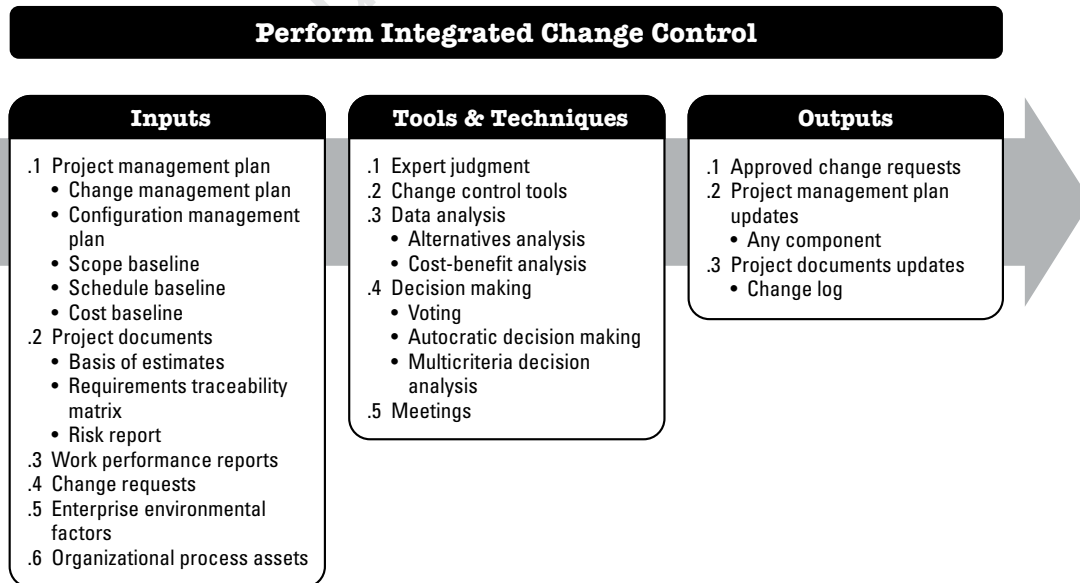 Perform Integrated Change Control
Inputs
.1 Project management plan
• Change management plan
• Configuration management
plan
• Scope baseline
• Schedule baseline
• Cost baseline
.2 Project documents
• Basis of estimates
• Requirements traceability
matrix
• Risk report
.3 Work performance reports
.4 Change requests
.5 Enterprise environmental
factors
.6 Organizational process assets
Tools & Techniques
.1 Expert judgment
.2 Change control tools
.3 Data analysis
• Alternatives analysis
• Cost-benefit analysis
.4 Decision making
• Voting
• Autocratic decision making
• Multicriteria decision
analysis
.5 Meetings
Outputs
.1 Approved change requests
.2 Project management plan
updates
• Any component
.3 Project documents updates
• Change log